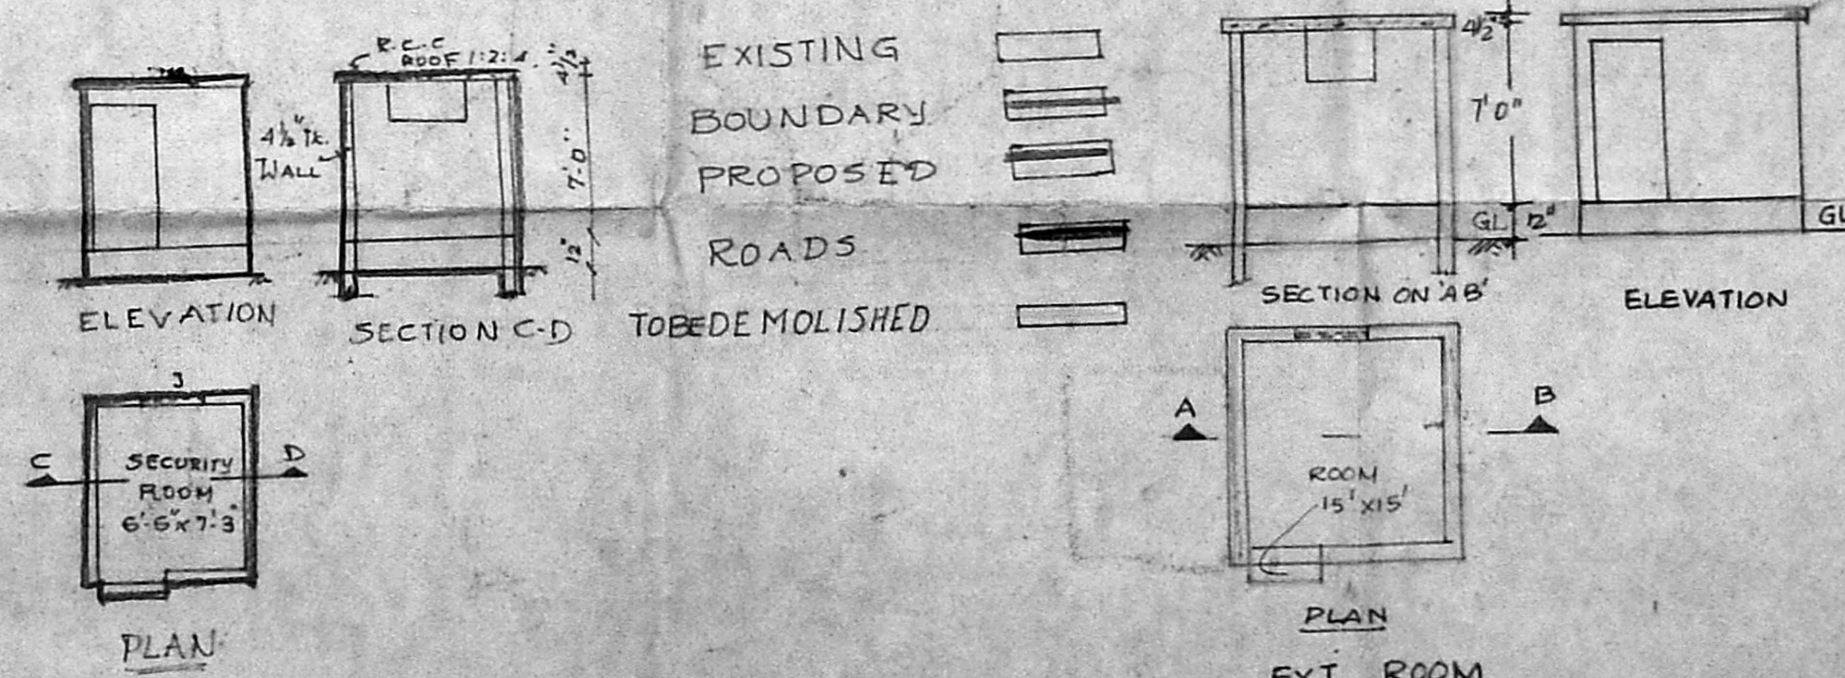 R.C.C
ROOF 1:2:4.
4½"
4½" TK.
WALL
7'-0"
12"
ELEVATION
SECTION C-D
J
C
D
SECURITY
ROOM
6'-6" x 7'-3"
PLAN
EXISTING
BOUNDARY
PROPOSED
ROADS
TOBEDEMOLISHED
4½"
7'0"
GL
12"
GL
SECTION ON 'AB'
ELEVATION
A
B
ROOM
15' X15'
PLAN
EXT. ROOM